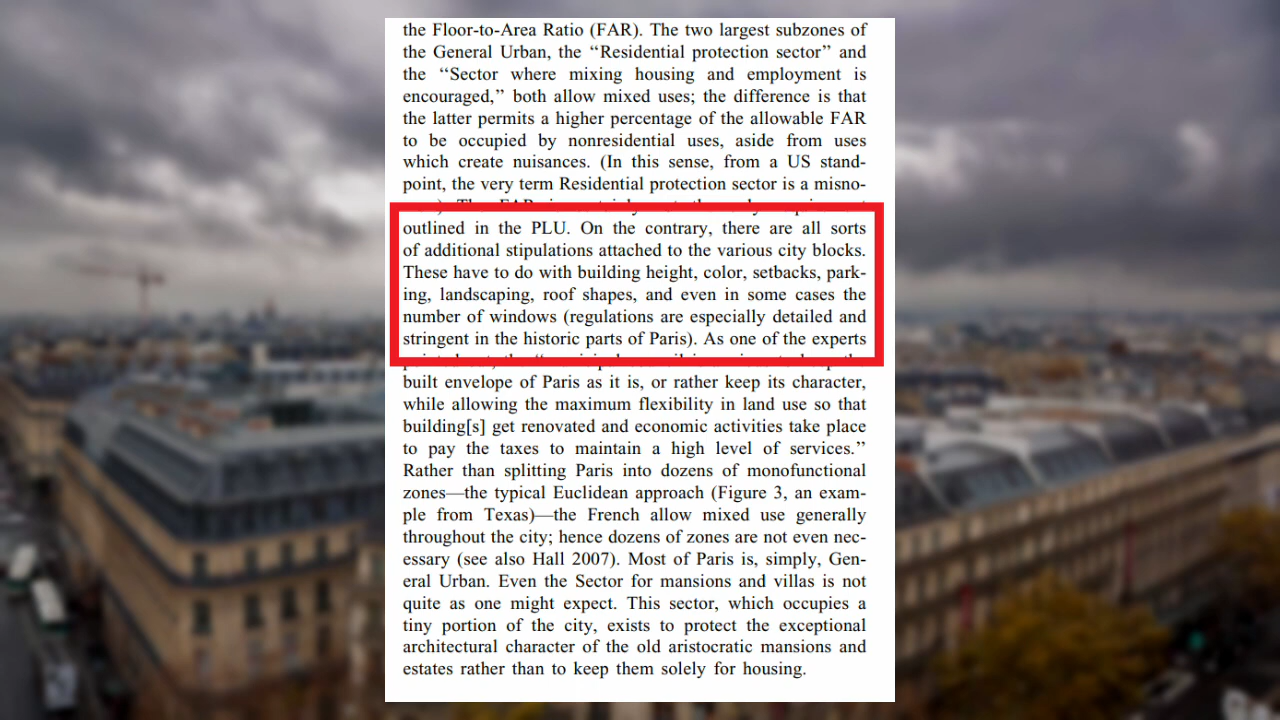 the Floor-to-Area Ratio (FAR). The two largest subzones of
the General Urban, the ‘‘Residential protection sector’’ and
the ‘‘Sector where mixing housing and employment is
encouraged,’’ both allow mixed uses; the difference is that
the latter permits a higher percentage of the allowable FAR
to be occupied by nonresidential uses, aside from uses
which create nuisances. (In this sense, from a US stand-
point, the very term Residential protection sector is a misno-
outlined in the PLU. On the contrary, there are all sorts
of additional stipulations attached to the various city blocks.
These have to do with building height, color, setbacks, park-
ing, landscaping, roof shapes, and even in some cases the
number of windows (regulations are especially detailed and
stringent in the historic parts of Paris). As one of the experts
built envelope of Paris as it is, or rather keep its character,
while allowing the maximum flexibility in land use so that
building[s] get renovated and economic activities take place
to pay the taxes to maintain a high level of services.’’
Rather than splitting Paris into dozens of monofunctional
zones—the typical Euclidean approach (Figure 3, an exam-
ple from Texas)—the French allow mixed use generally
throughout the city; hence dozens of zones are not even nec-
essary (see also Hall 2007). Most of Paris is, simply, Gen-
eral Urban. Even the Sector for mansions and villas is not
quite as one might expect. This sector, which occupies a
tiny portion of the city, exists to protect the exceptional
architectural character of the old aristocratic mansions and
estates rather than to keep them solely for housing.